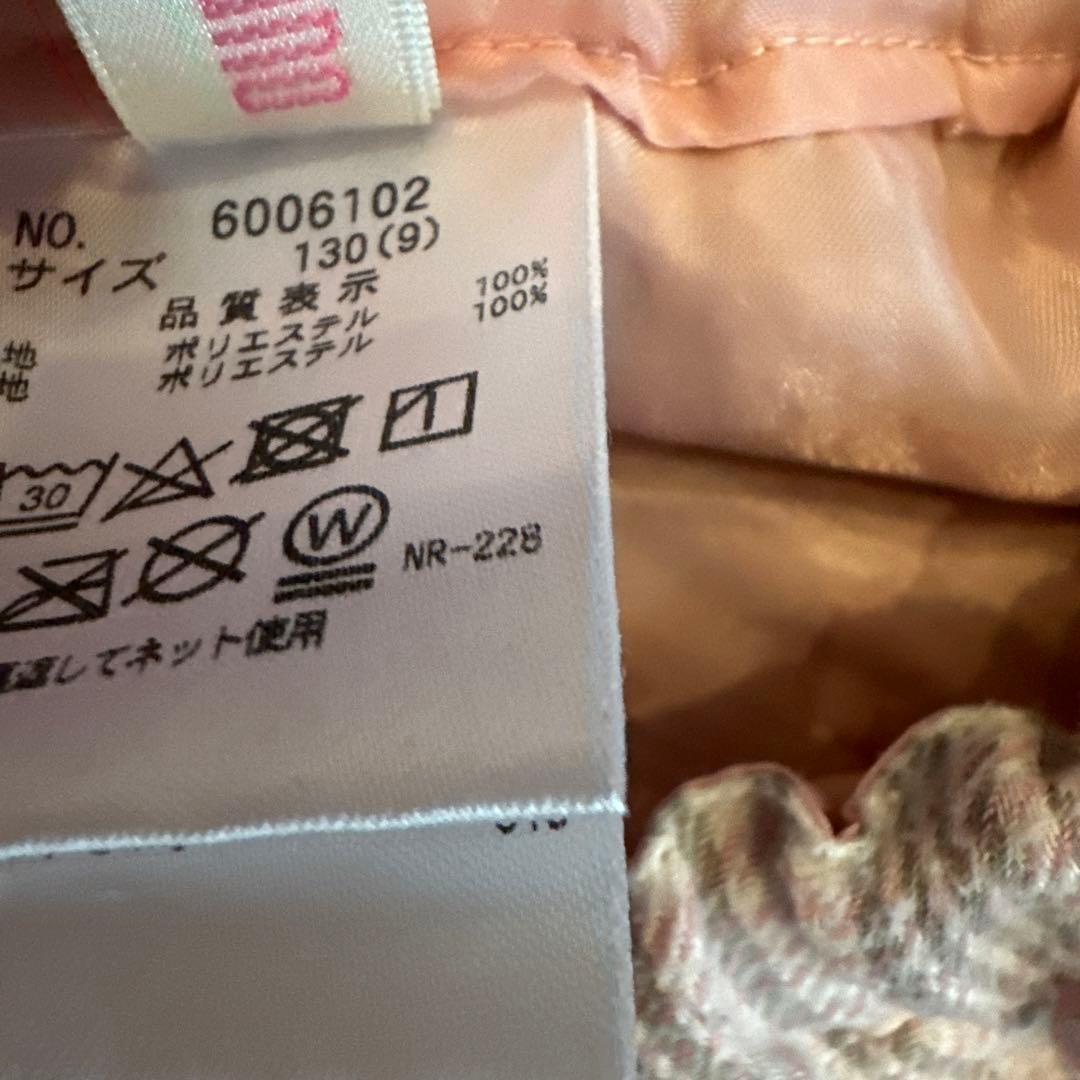 NO. 6006102
サイズ 130(9)
品質表示
地 ポリエステル 100%
地 ポリエステル 100%
30
W NR-228
返してネット使用